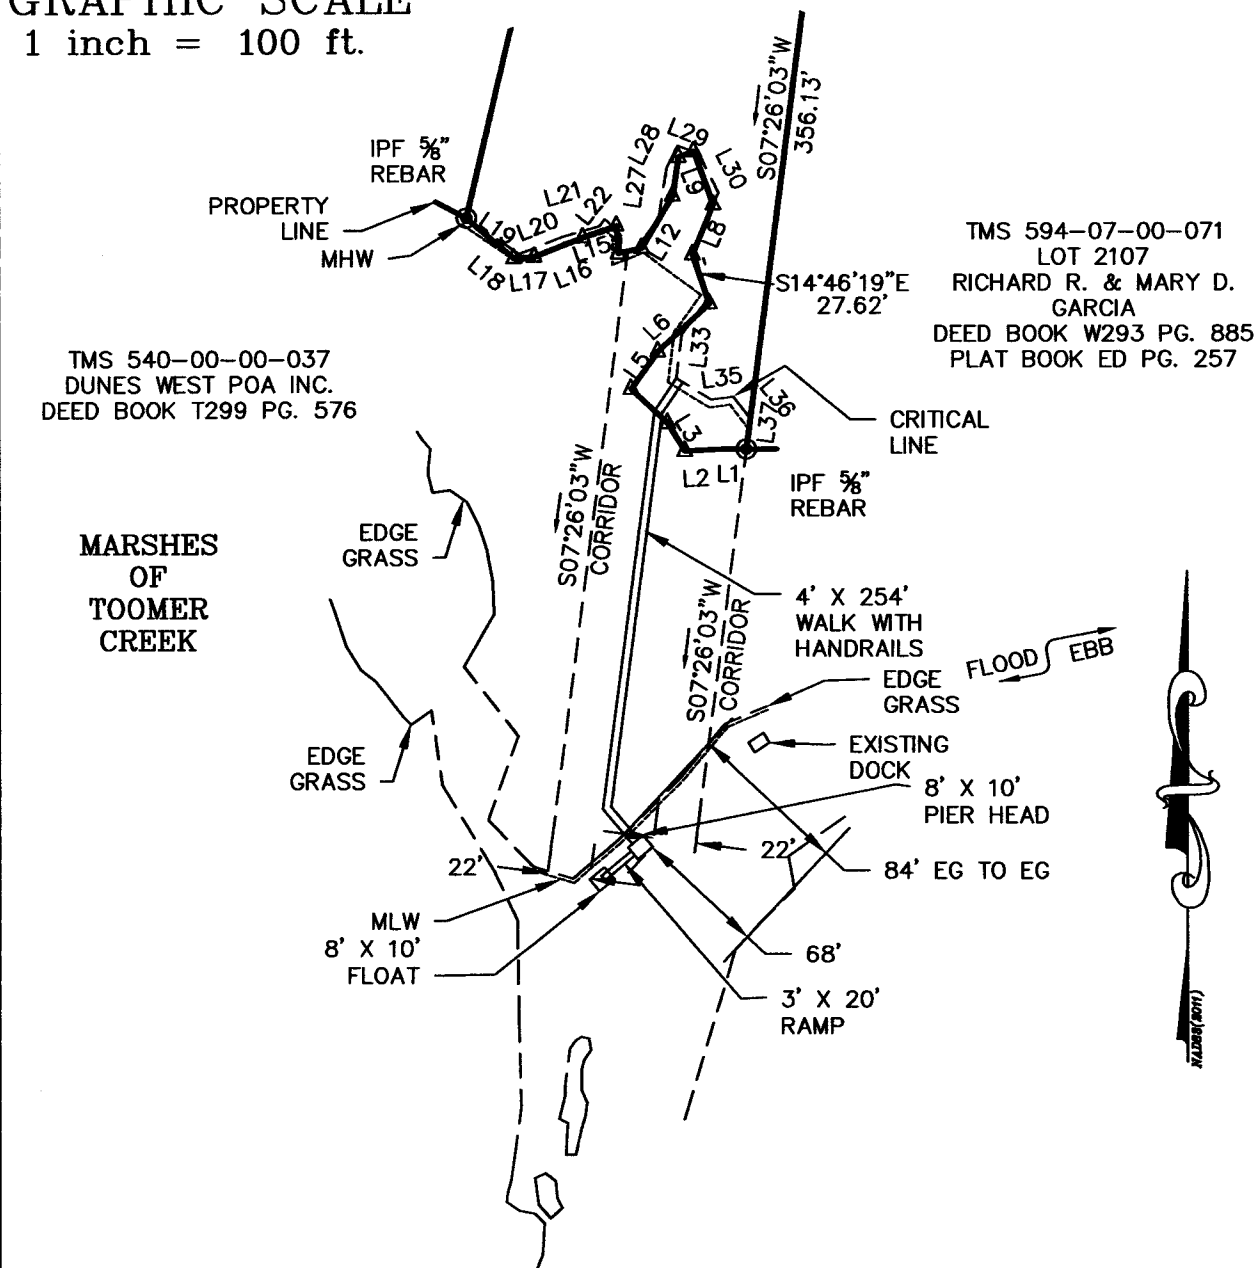 GRAPHIC SCALE
1 inch = 100 ft.
IPF ⅝"
REBAR
PROPERTY
LINE
MHW
L19
L20
L21
L22
L18
L17
L16
L15
L27
L28
L29
L30
L9
L12
L8
S07°26'03"W
356.13'
S14°46'19"E
27.62'
TMS 594-07-00-071
LOT 2107
RICHARD R. & MARY D.
GARCIA
DEED BOOK W293 PG. 885
PLAT BOOK ED PG. 257
TMS 540-00-00-037
DUNES WEST POA INC.
DEED BOOK T299 PG. 576
L6
L5
L33
L35
L36
L37
L3
L2
L1
CRITICAL
LINE
IPF ⅝"
REBAR
EDGE
GRASS
S07°26'03"W
CORRIDOR
MARSHES
OF
TOOMER
CREEK
4' X 254'
WALK WITH
HANDRAILS
S07°26'03"W
CORRIDOR
FLOOD
EBB
EDGE
GRASS
EDGE
GRASS
EXISTING
DOCK
8' X 10'
PIER HEAD
22'
22'
84' EG TO EG
MLW
8' X 10'
FLOAT
68'
3' X 20'
RAMP
NAD83(2011)